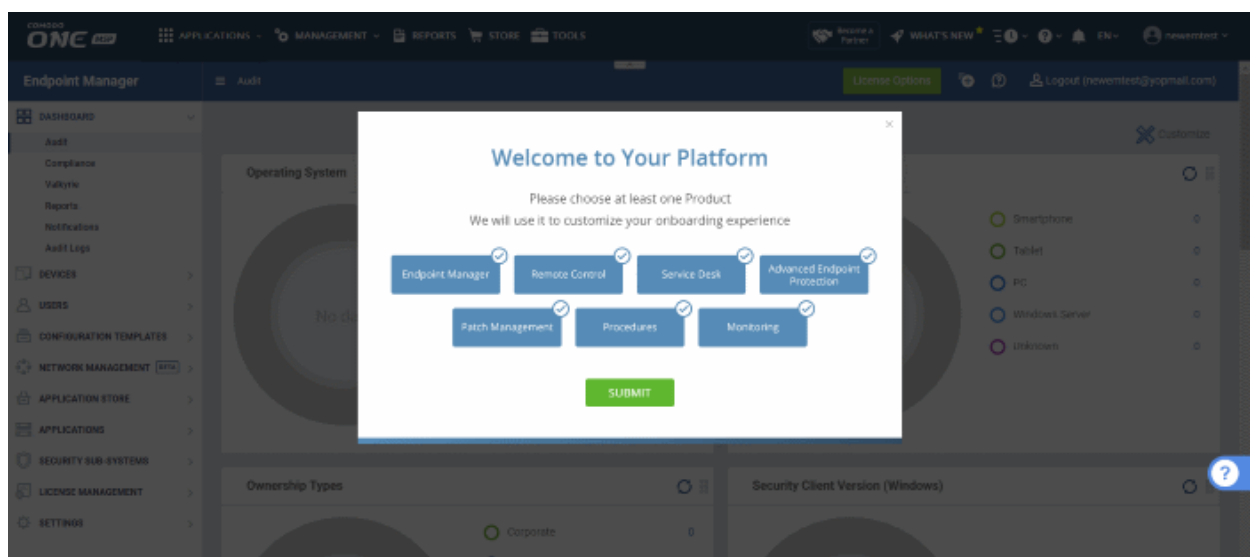 COMODO
ONE MSP
APPLICATIONS
MANAGEMENT
REPORTS
STORE
TOOLS
Become a
Partner
WHAT'S NEW
EN
newemtest
Endpoint Manager
Audit
License Options
Logout (newemtest@yopmail.com)
DASHBOARD
Audit
Compliance
Valkyrie
Reports
Notifications
Audit Logs
DEVICES
USERS
CONFIGURATION TEMPLATES
NETWORK MANAGEMENT BETA
APPLICATION STORE
APPLICATIONS
SECURITY SUB-SYSTEMS
LICENSE MANAGEMENT
SETTINGS
Customize
Operating System
No da
Smartphone 0
Tablet 0
PC 0
Windows Server 0
Unknown 0
×
Welcome to Your Platform
Please choose at least one Product
We will use it to customize your onboarding experience
Endpoint Manager
Remote Control
Service Desk
Advanced Endpoint
Protection
Patch Management
Procedures
Monitoring
SUBMIT
Ownership Types
Corporate 0
Security Client Version (Windows)
?